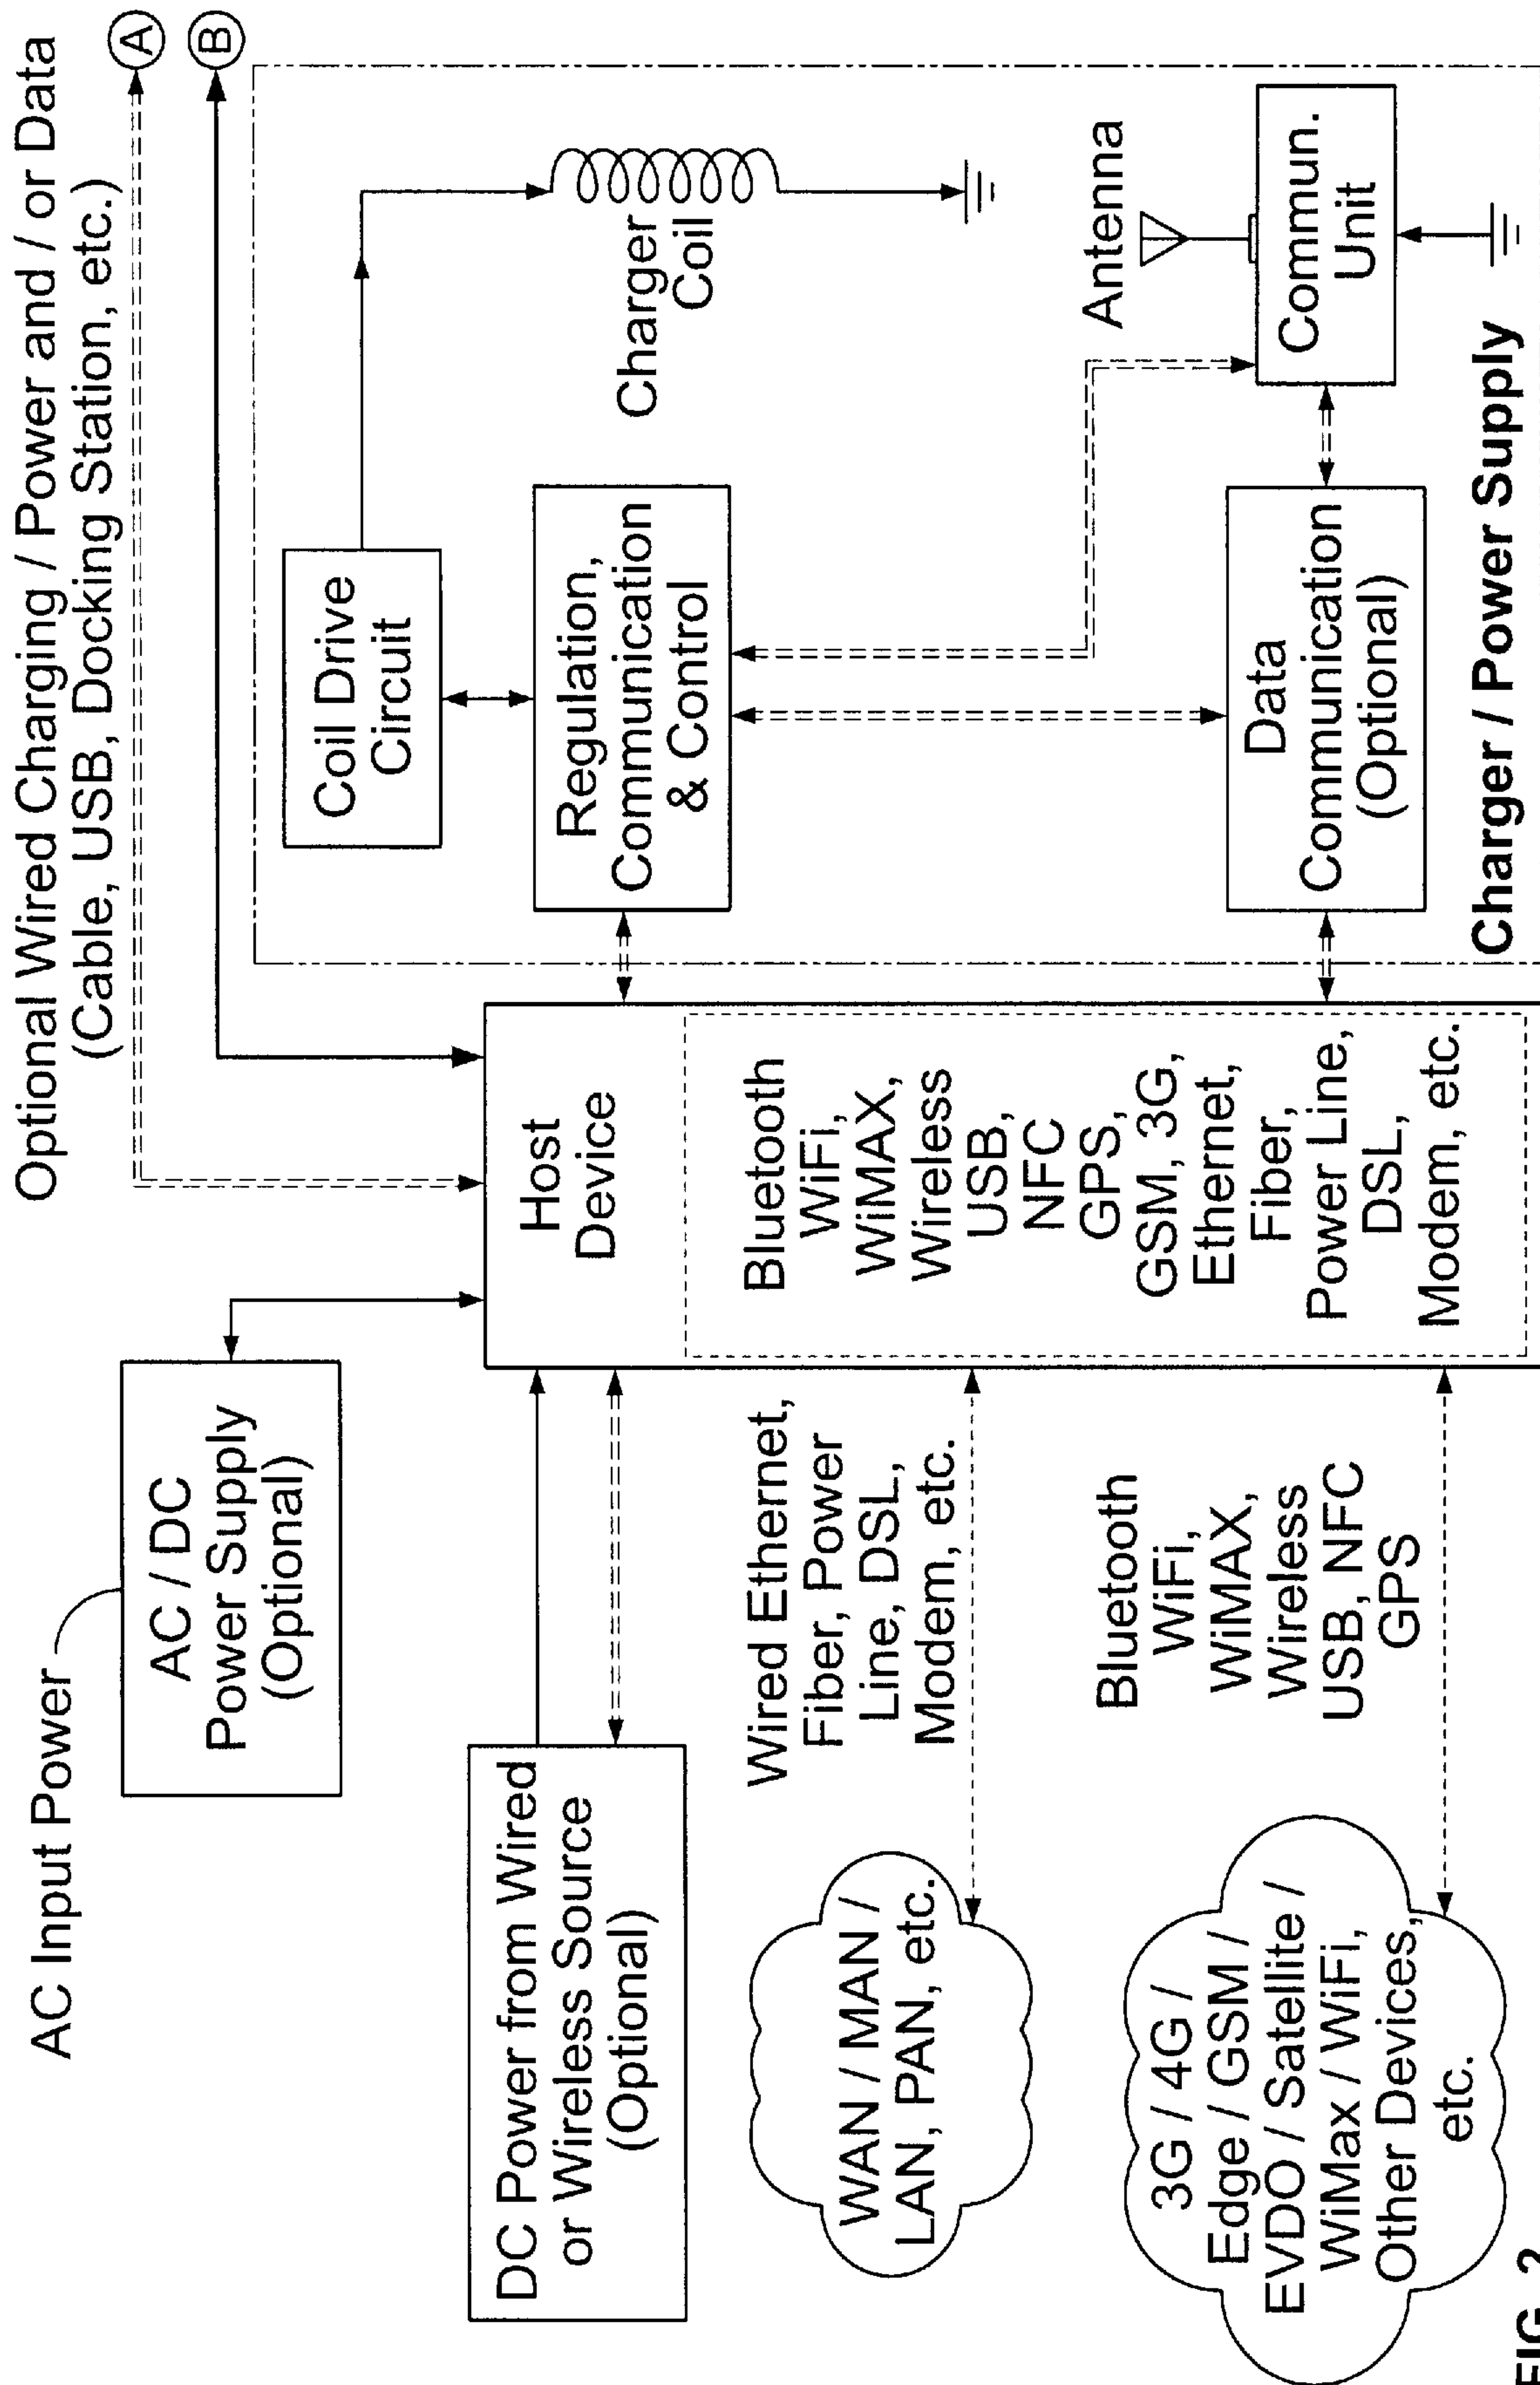 AC Input Power
AC / DC
Power Supply
(Optional)
Optional Wired Charging / Power and / or Data
(Cable, USB, Docking Station, etc.)
A
B
DC Power from Wired
or Wireless Source
(Optional)
Host
Device
Bluetooth
WiFi,
WiMAX,
Wireless
USB,
NFC
GPS,
GSM, 3G,
Ethernet,
Fiber,
Power Line,
DSL,
Modem, etc.
Wired Ethernet,
Fiber, Power
Line, DSL,
Modem, etc.
WAN / MAN /
LAN, PAN, etc.
Bluetooth
WiFi,
WiMAX,
Wireless
USB, NFC
GPS
3G / 4G /
Edge / GSM /
EVDO / Satellite /
WiMax / WiFi,
Other Devices,
etc.
Coil Drive
Circuit
Regulation,
Communication
& Control
Charger
Coil
Antenna
Commun.
Unit
Data
Communication
(Optional)
Charger / Power Supply
FIG. 2